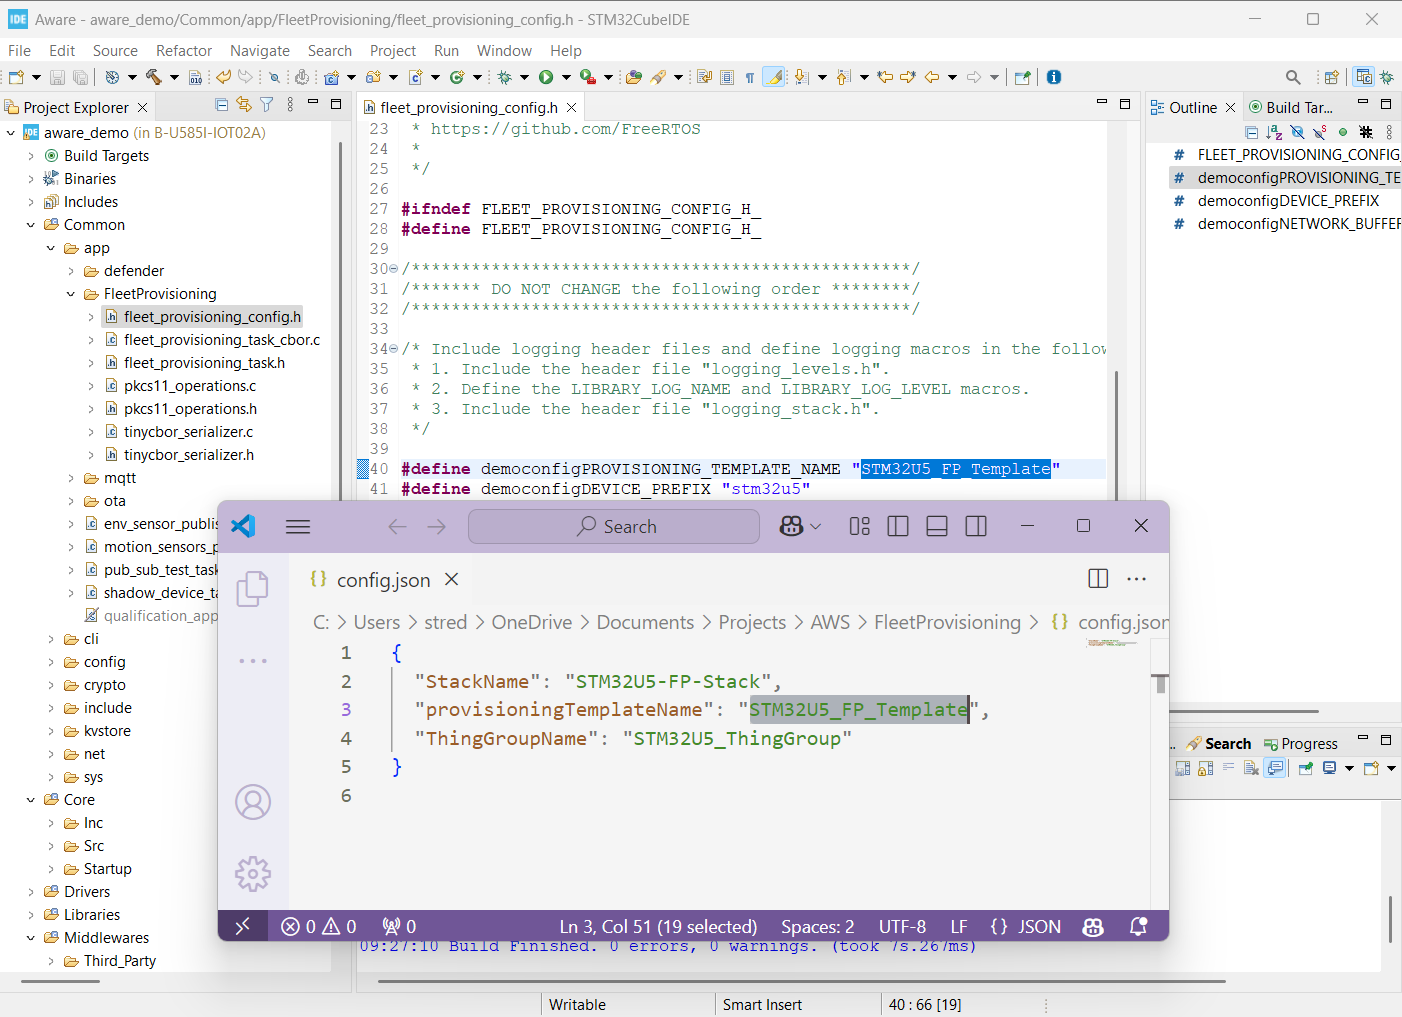 IDE Aware - aware_demo/Common/app/FleetProvisioning/fleet_provisioning_config.h - STM32CubeIDE
File Edit Source Refactor Navigate Search Project Run Window Help
Project Explorer
aware_demo (in B-U585I-IOT02A)
Build Targets
Binaries
Includes
Common
app
defender
FleetProvisioning
fleet_provisioning_config.h
fleet_provisioning_task_cbor.c
fleet_provisioning_task.h
pkcs11_operations.c
pkcs11_operations.h
tinycbor_serializer.c
tinycbor_serializer.h
mqtt
ota
env_sensor_publis
motion_sensors_p
pub_sub_test_task
shadow_device_ta
qualification_app
cli
config
crypto
include
kvstore
net
sys
Core
Inc
Src
Startup
Drivers
Libraries
Middlewares
Third_Party
fleet_provisioning_config.h
23 * https://github.com/FreeRTOS
24 *
25 */
26
27 #ifndef FLEET_PROVISIONING_CONFIG_H_
28 #define FLEET_PROVISIONING_CONFIG_H_
29
30 /**************************************************/
31 /******* DO NOT CHANGE the following order ********/
32 /**************************************************/
33
34 /* Include logging header files and define logging macros in the follow
35 * 1. Include the header file "logging_levels.h".
36 * 2. Define the LIBRARY_LOG_NAME and LIBRARY_LOG_LEVEL macros.
37 * 3. Include the header file "logging_stack.h".
38 */
39
40 #define democonfigPROVISIONING_TEMPLATE_NAME "STM32U5_FP_Template"
41 #define democonfigDEVICE_PREFIX "stm32u5"
Outline Build Tar...
# FLEET_PROVISIONING_CONFIG_
# democonfigPROVISIONING_TE
# democonfigDEVICE_PREFIX
# democonfigNETWORK_BUFFER
.. Search Progress
Search
{} config.json
C: > Users > stred > OneDrive > Documents > Projects > AWS > FleetProvisioning > {} config.json
1 {
2 "StackName": "STM32U5-FP-Stack",
3 "provisioningTemplateName": "STM32U5_FP_Template",
4 "ThingGroupName": "STM32U5_ThingGroup"
5 }
6
0 0 0 Ln 3, Col 51 (19 selected) Spaces: 2 UTF-8 LF {} JSON
09:27:10 Build Finished. 0 errors, 0 warnings. (took 7s.267ms)
Writable Smart Insert 40 : 66 [19]